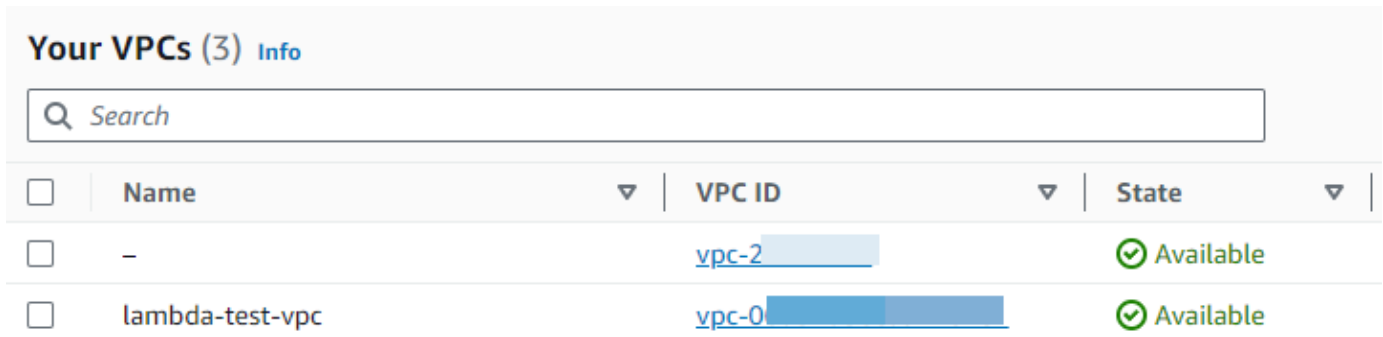 Your VPCs (3) Info
Search
Name VPC ID State
– vpc-2 Available
lambda-test-vpc vpc-0 Available